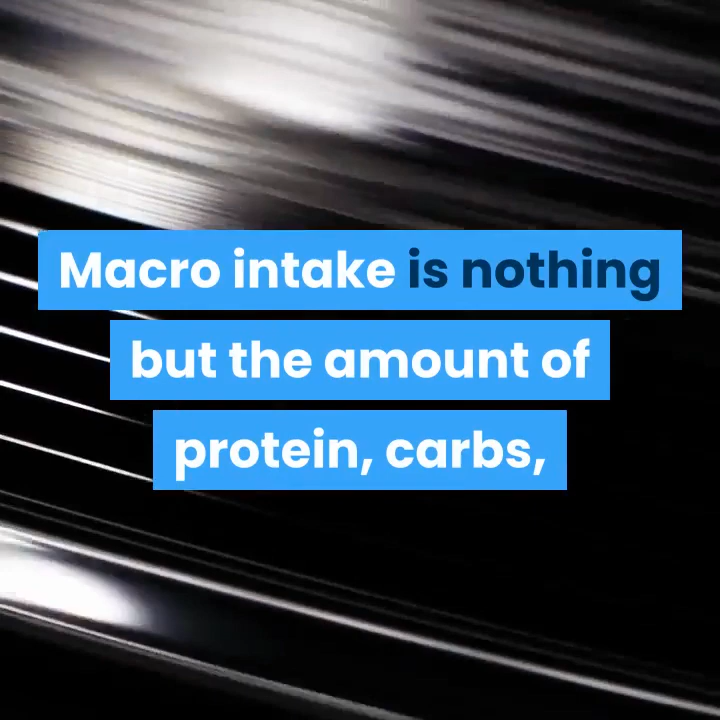 Macro intake is nothing
but the amount of
protein, carbs,